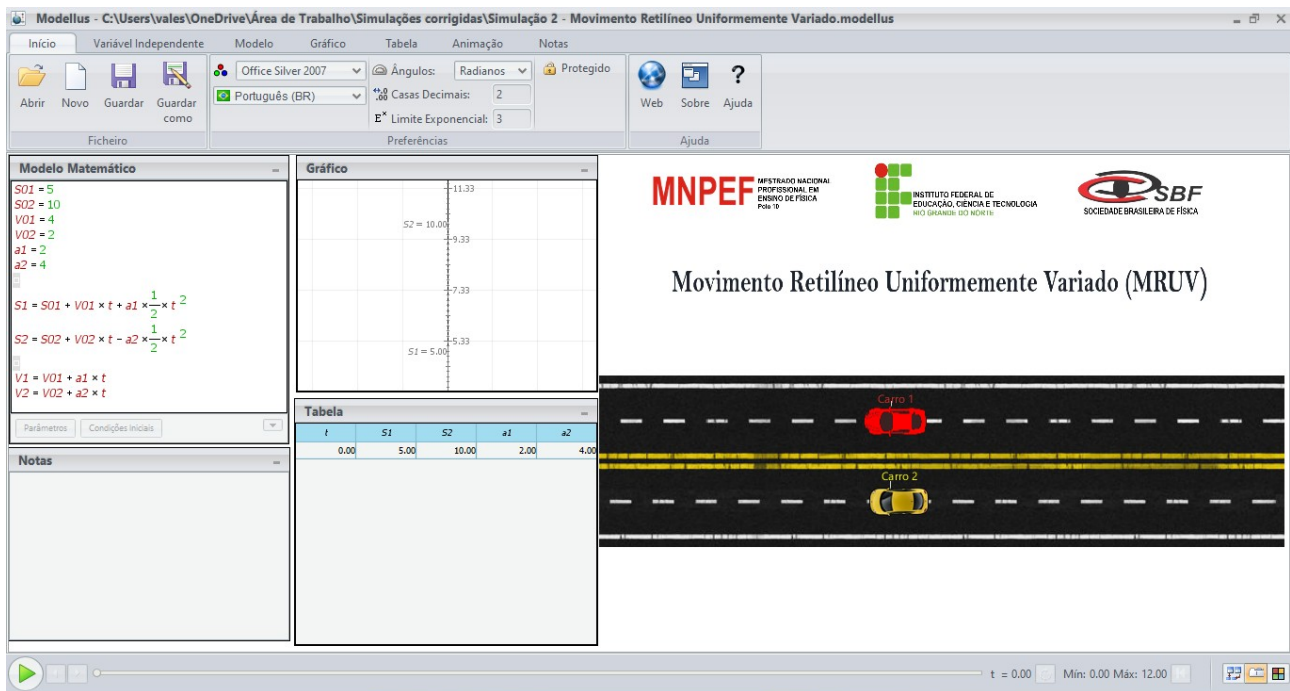 Modellus - C:\Users\vales\OneDrive\Área de Trabalho\Simulações corrigidas\Simulação 2 - Movimento Retilíneo Uniformemente Variado.modellus
Início Variável Independente Modelo Gráfico Tabela Animação Notas
Abrir Novo Guardar Guardar como
Ficheiro
Office Silver 2007
Português (BR)
Ângulos: Radianos
Casas Decimais: 2
Limite Exponencial: 3
Protegido
Preferências
Web Sobre Ajuda
Ajuda
Modelo Matemático
S01 = 5
S02 = 10
V01 = 4
V02 = 2
a1 = 2
a2 = 4
S1 = S01 + V01 × t + a1 × 1/2 × t 2
S2 = S02 + V02 × t - a2 × 1/2 × t 2
V1 = V01 + a1 × t
V2 = V02 + a2 × t
Parâmetros Condições Iniciais
Notas
Gráfico
11.33
S2 = 10.00
9.33
7.33
5.33
S1 = 5.00
Tabela
t S1 S2 a1 a2
0.00 5.00 10.00 2.00 4.00
MNPEF
MESTRADO NACIONAL
PROFISSIONAL EM
ENSINO DE FÍSICA
Polo 10
INSTITUTO FEDERAL DE
EDUCAÇÃO, CIÊNCIA E TECNOLOGIA
RIO GRANDE DO NORTE
SBF
SOCIEDADE BRASILEIRA DE FÍSICA
Movimento Retilíneo Uniformemente Variado (MRUV)
Carro 1
Carro 2
t = 0.00 Mín: 0.00 Máx: 12.00